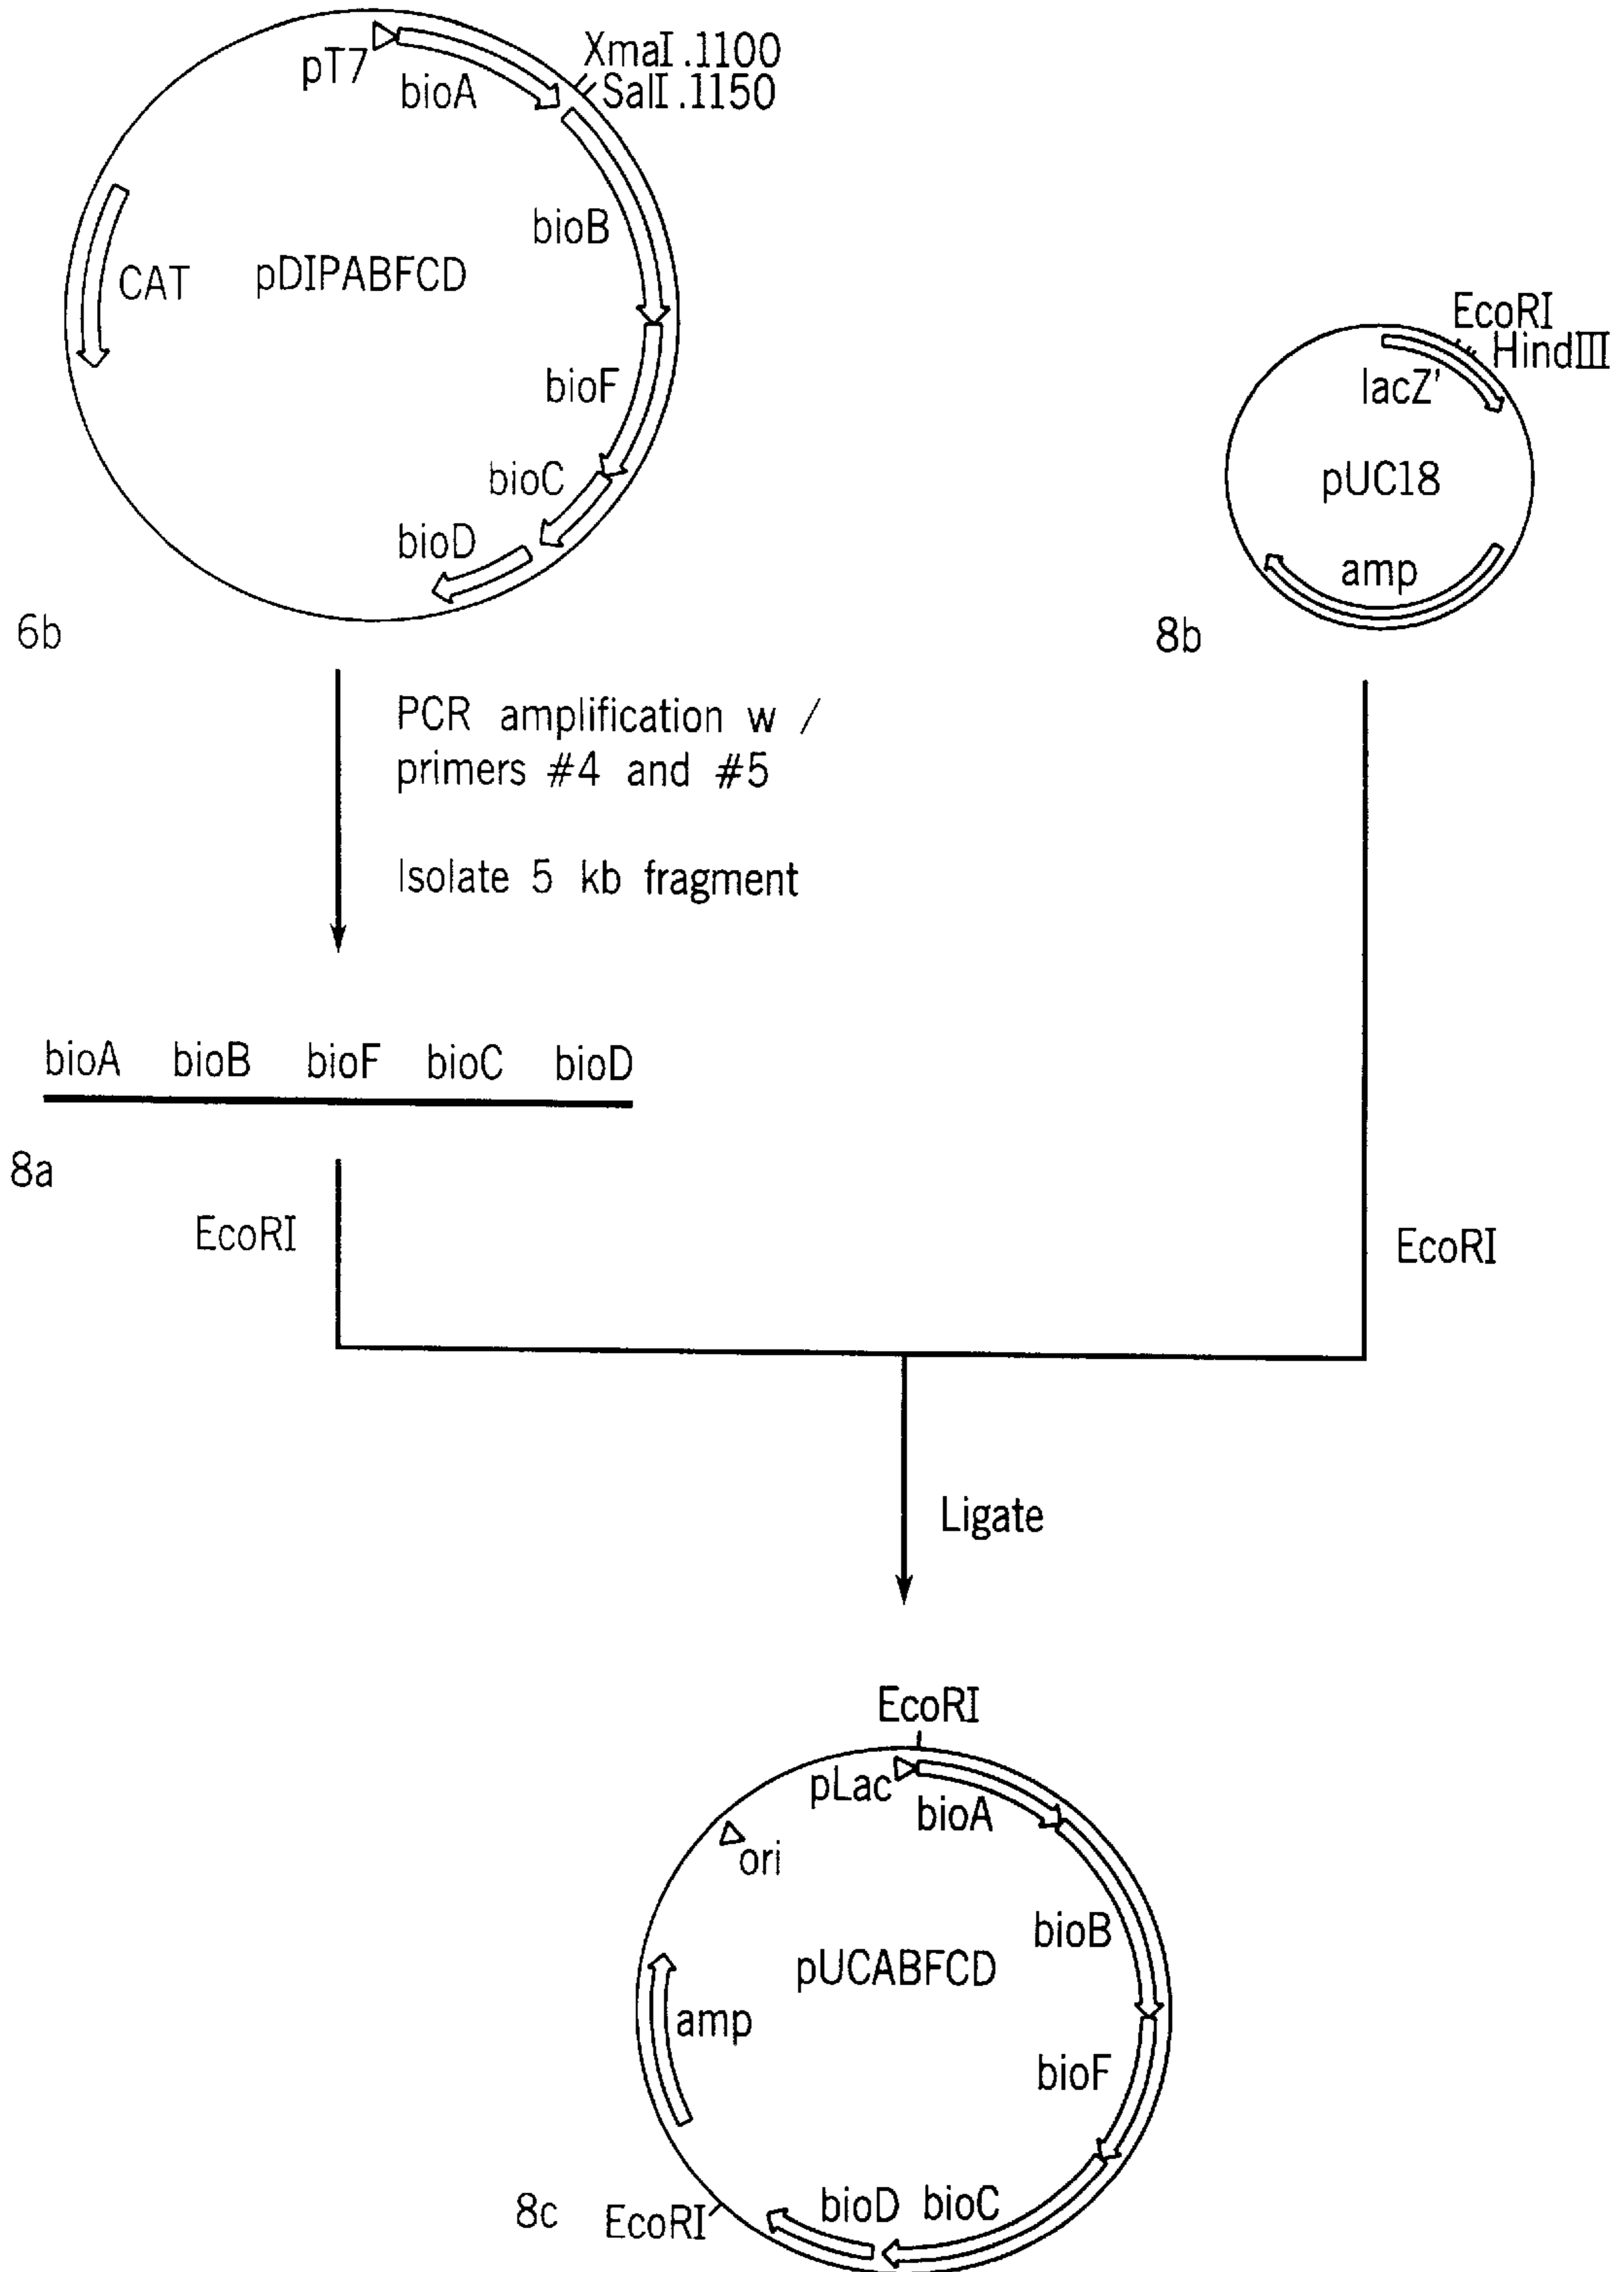 pT7
bioA
XmaI .1100
SalI .1150
bioB
CAT
pDIPABFCD
bioF
bioC
bioD
6b
EcoRI
HindIII
lacZ'
pUC18
amp
8b
PCR amplification w /
primers #4 and #5
Isolate 5 kb fragment
bioA bioB bioF bioC bioD
8a
EcoRI
EcoRI
Ligate
EcoRI
pLac
bioA
ori
bioB
pUCABFCD
amp
bioF
bioD bioC
8c
EcoRI